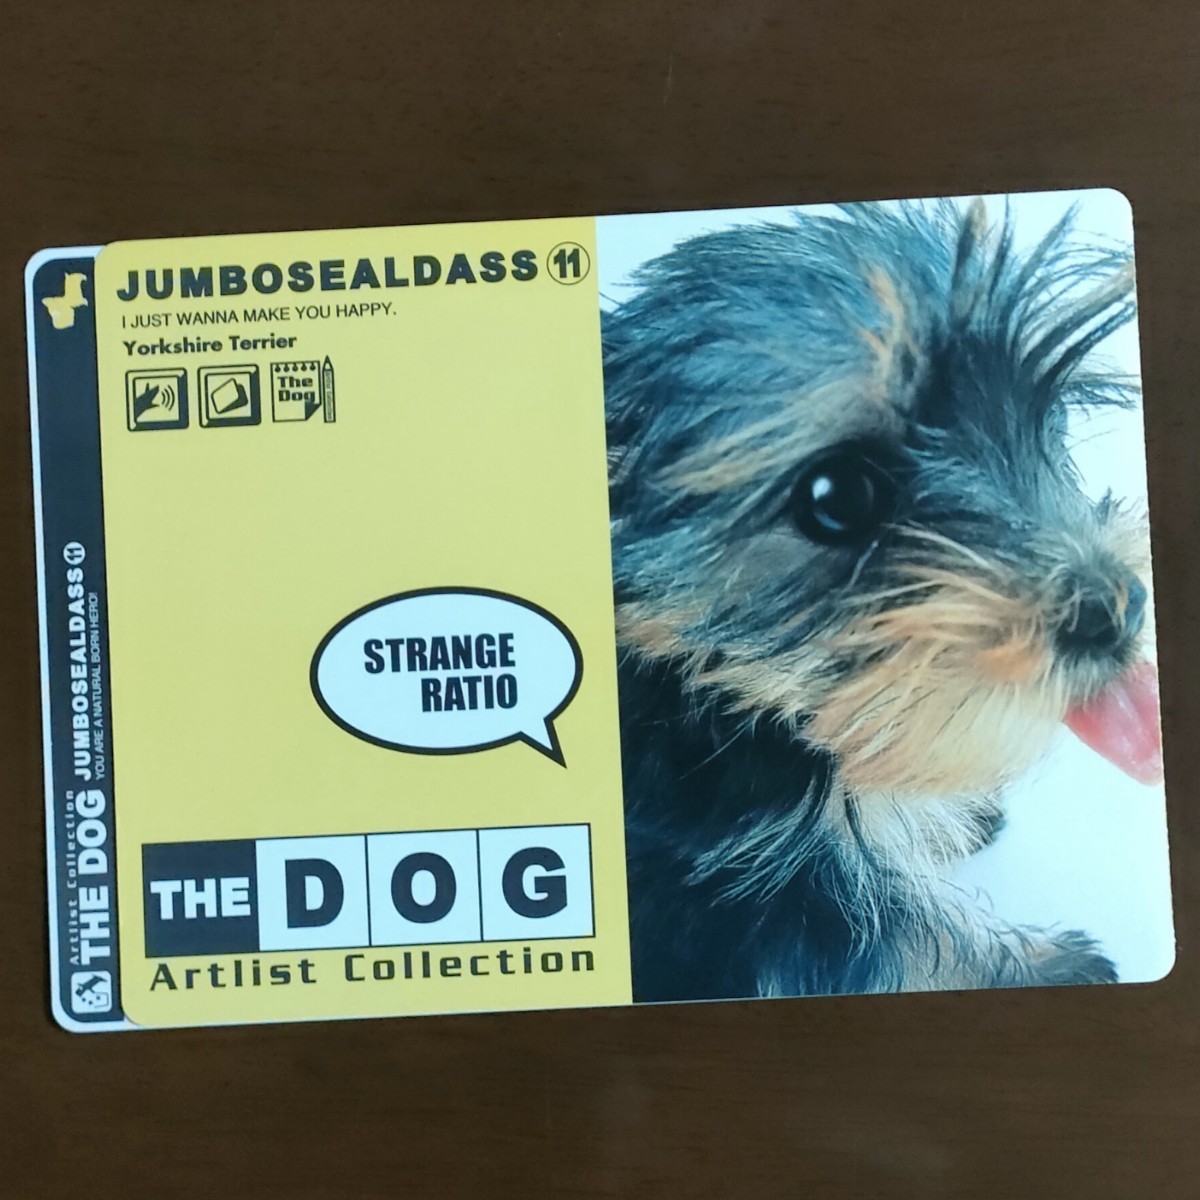 JUMBOSEALDASS 11
I JUST WANNA MAKE YOU HAPPY.
Yorkshire Terrier
The
Dog
STRANGE
RATIO
THE DOG
Artlist Collection
Artlist Collection
THE DOG JUMBOSEALDASS 11
YOU ARE A NATURAL BORN HERO!